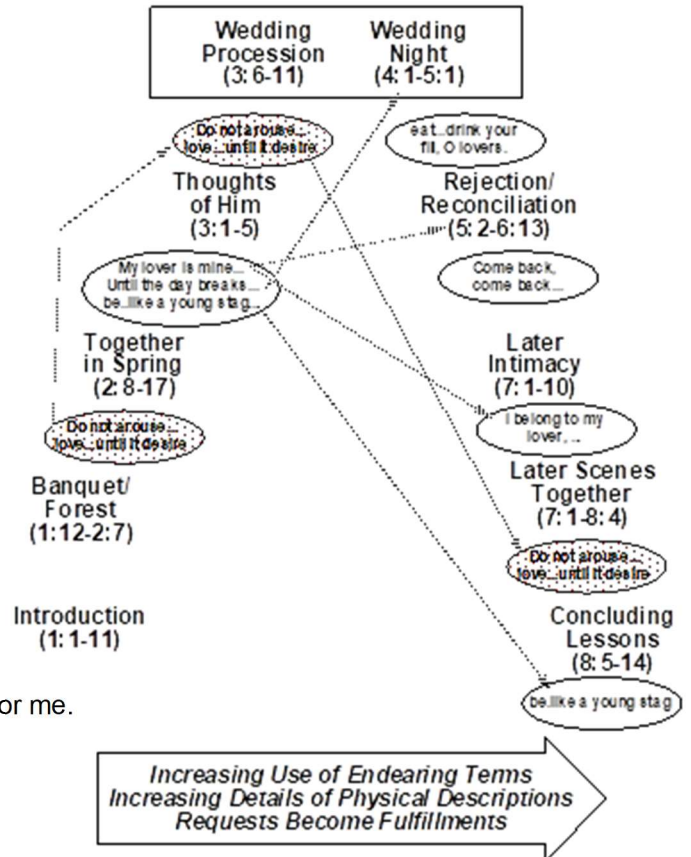 Wedding
Procession
(3:6-11)
Wedding
Night
(4:1-5:1)
Do not arouse...
love...until it desire
eat...drink your
fill, O lovers.
Thoughts
of Him
(3:1-5)
Rejection/
Reconciliation
(5:2-6:13)
My lover is mine...
Until the day breaks...
be..like a young stag...
Come back,
come back...
Together
in Spring
(2:8-17)
Later
Intimacy
(7:1-10)
Do not arouse...
love...until it desire
I belong to my
lover, ...
Banquet/
Forest
(1:12-2:7)
Later Scenes
Together
(7:1-8:4)
Do not arouse...
love...until it desire
Introduction
(1:1-11)
Concluding
Lessons
(8:5-14)
or me.
be..like a young stag
Increasing Use of Endearing Terms
Increasing Details of Physical Descriptions
Requests Become Fulfillments